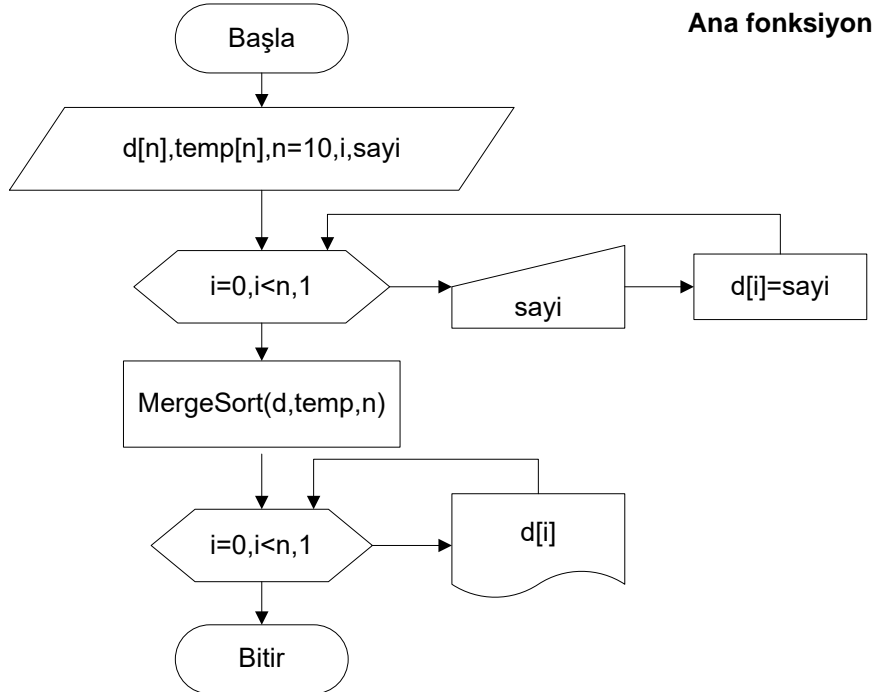 Ana fonksiyon
Başla
d[n],temp[n],n=10,i,sayi
i=0,i<n,1
sayi
d[i]=sayi
MergeSort(d,temp,n)
i=0,i<n,1
d[i]
Bitir